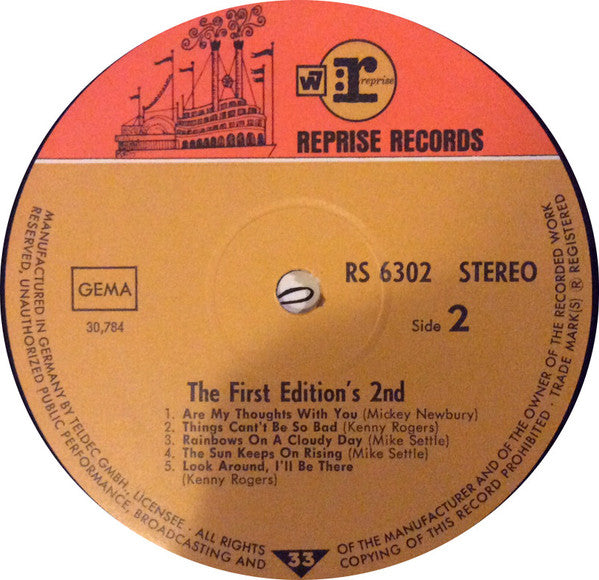 W7 r reprise
REPRISE RECORDS
RS 6302 STEREO
GEMA
30,784
Side 2
The First Edition's 2nd
1. Are My Thoughts With You (Mickey Newbury)
2. Things Cant't Be So Bad (Kenny Rogers)
3. Rainbows On A Cloudy Day (Mike Settle)
4. The Sun Keeps On Rising (Mike Settle)
5. Look Around, I'll Be There
(Kenny Rogers)
MANUFACTURED IN GERMANY BY TELDEC GMBH., LICENSEE · ALL RIGHTS OF THE MANUFACTURER AND OF THE OWNER OF THE RECORDED WORK
RESERVED, UNAUTHORIZED PUBLIC PERFORMANCE, BROADCASTING AND COPYING OF THIS RECORD PROHIBITED · TRADE MARK(S) R REGISTERED
33